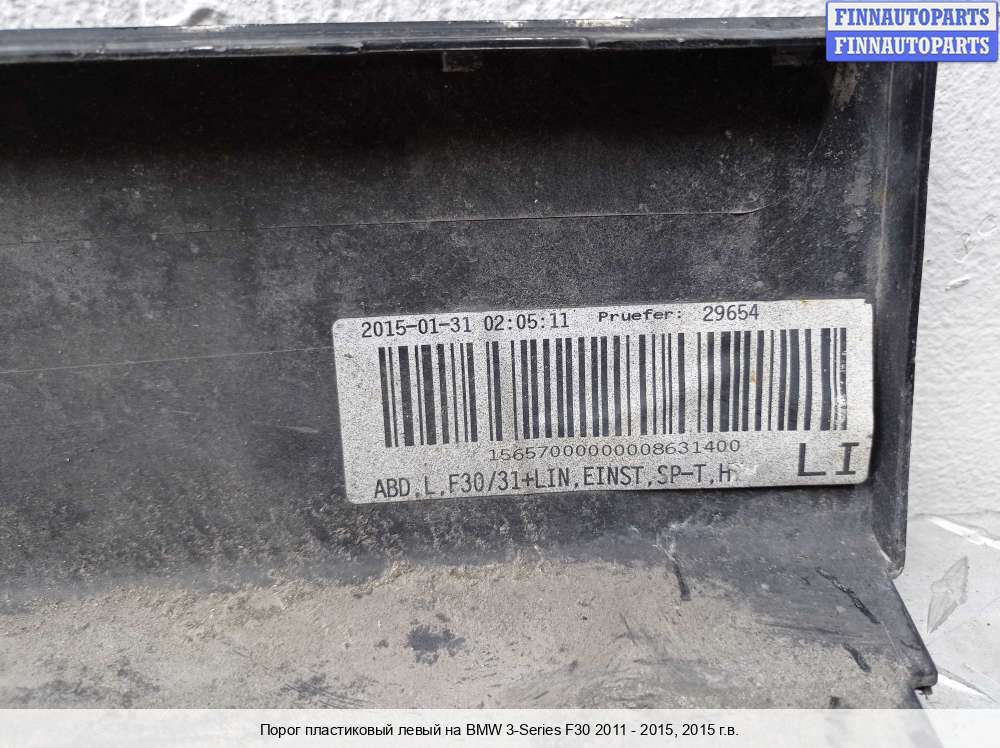 FINNAUTOPARTS
FINNAUTOPARTS
2015-01-31 02:05:11 Pruefer: 29654
15657000000008631400
ABD.L.F30/31+LIN,EINST,SP-T,H LI
Порог пластиковый левый на BMW 3-Series F30 2011 - 2015, 2015 г.в.